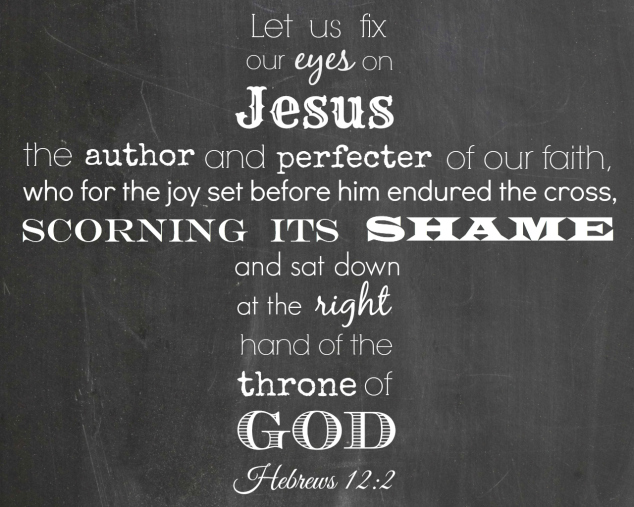 Let us fix
our eyes on
Jesus
the author and perfecter of our faith,
who for the joy set before him endured the cross,
SCORNING ITS SHAME
and sat down
at the right
hand of the
throne of
GOD
Hebrews 12:2